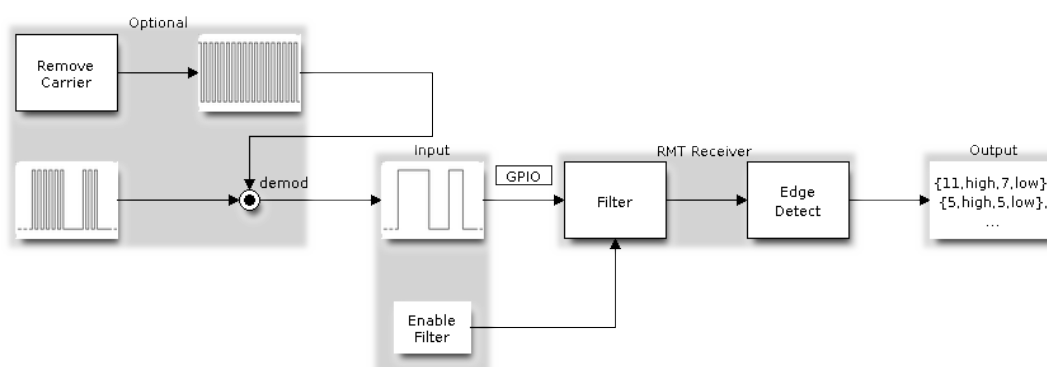 Optional
Remove
Carrier
demod
Input
GPIO
RMT Receiver
Filter
Edge
Detect
Output
{11,high,7,low}
{5,high,5,low},
...
Enable
Filter